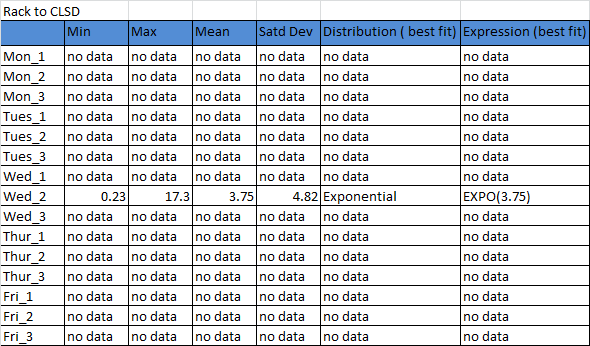 Rack to CLSD
Min Max Mean Satd Dev Distribution ( best fit) Expression (best fit)
Mon_1 no data no data no data no data no data no data
Mon_2 no data no data no data no data no data no data
Mon_3 no data no data no data no data no data no data
Tues_1 no data no data no data no data no data no data
Tues_2 no data no data no data no data no data no data
Tues_3 no data no data no data no data no data no data
Wed_1 no data no data no data no data no data no data
Wed_2 0.23 17.3 3.75 4.82 Exponential EXPO(3.75)
Wed_3 no data no data no data no data no data no data
Thur_1 no data no data no data no data no data no data
Thur_2 no data no data no data no data no data no data
Thur_3 no data no data no data no data no data no data
Fri_1 no data no data no data no data no data no data
Fri_2 no data no data no data no data no data no data
Fri_3 no data no data no data no data no data no data